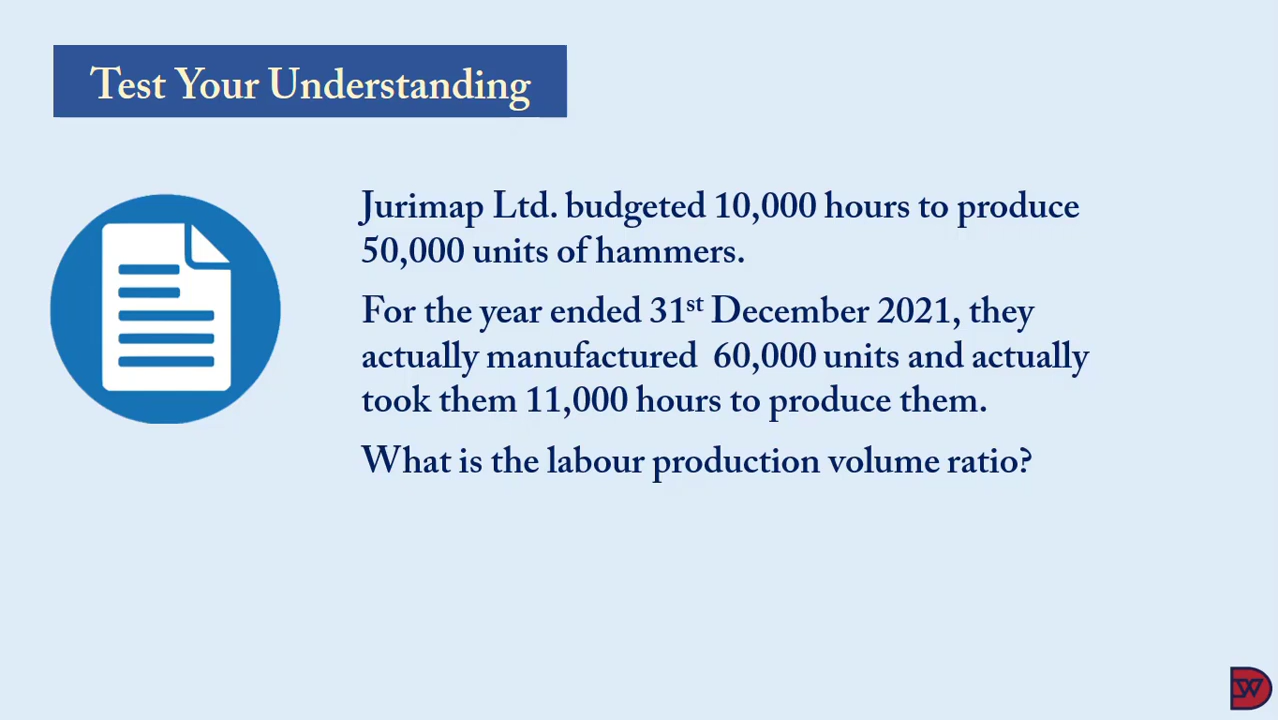 Test Your Understanding
Jurimap Ltd. budgeted 10,000 hours to produce
50,000 units of hammers.
For the year ended 31st December 2021, they
actually manufactured 60,000 units and actually
took them 11,000 hours to produce them.
What is the labour production volume ratio?
DW